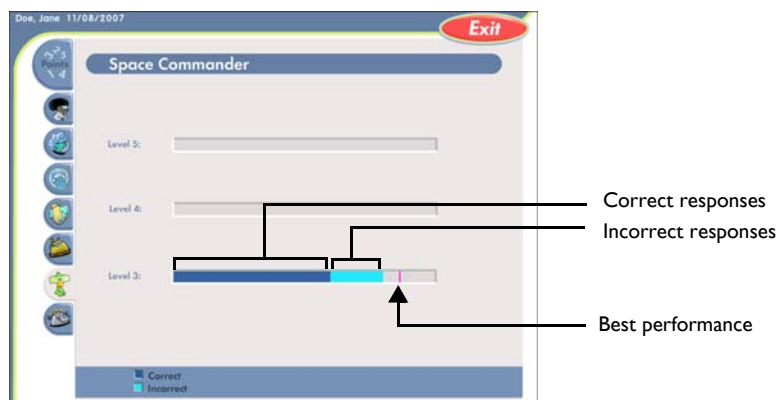 Doe, Jane 11/08/2007
Exit
Points
Space Commander
Level 5:
Level 4:
Level 3:
Correct responses
Incorrect responses
Best performance
Correct
Incorrect